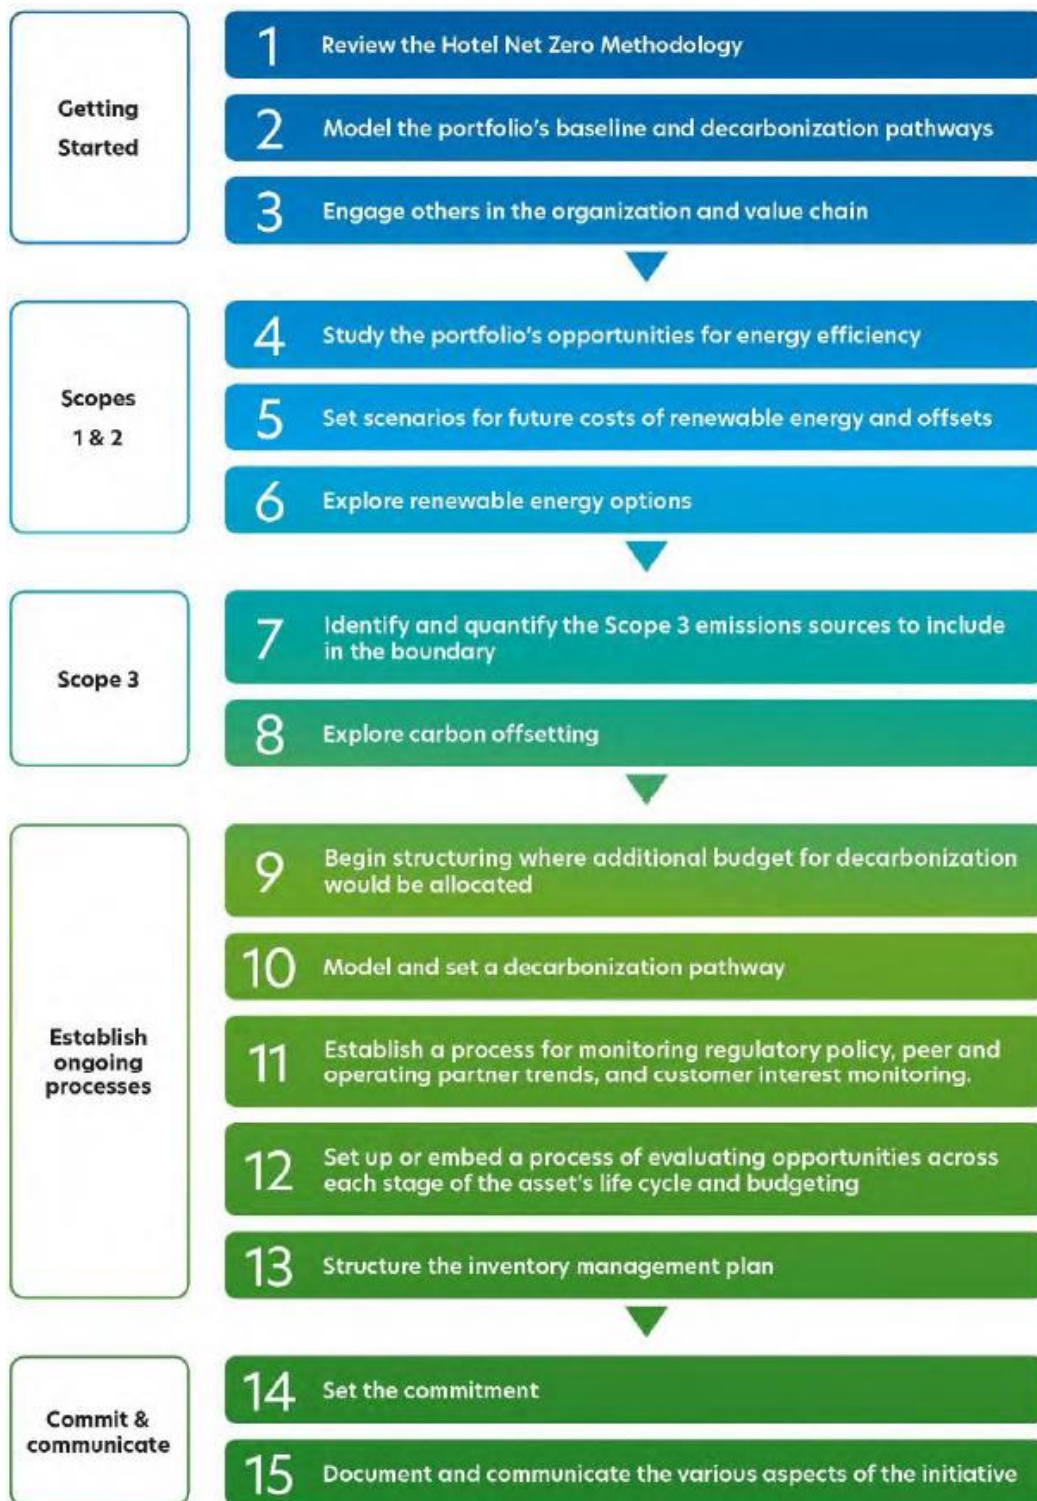 Getting
Started
1 Review the Hotel Net Zero Methodology
2 Model the portfolio's baseline and decarbonization pathways
3 Engage others in the organization and value chain
Scopes
1 & 2
4 Study the portfolio's opportunities for energy efficiency
5 Set scenarios for future costs of renewable energy and offsets
6 Explore renewable energy options
Scope 3
7 Identify and quantify the Scope 3 emissions sources to include
in the boundary
8 Explore carbon offsetting
Establish
ongoing
processes
9 Begin structuring where additional budget for decarbonization
would be allocated
10 Model and set a decarbonization pathway
11 Establish a process for monitoring regulatory policy, peer and
operating partner trends, and customer interest monitoring.
12 Set up or embed a process of evaluating opportunities across
each stage of the asset's life cycle and budgeting
13 Structure the inventory management plan
Commit &
communicate
14 Set the commitment
15 Document and communicate the various aspects of the initiative